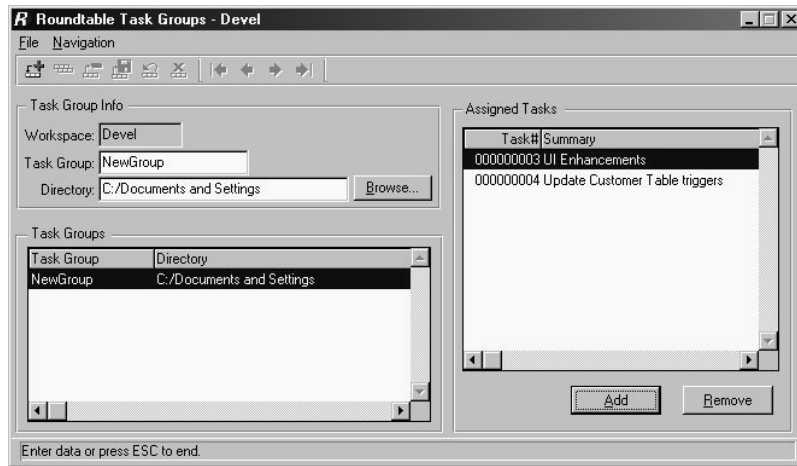 R Roundtable Task Groups - Devel
File Navigation
Task Group Info
Workspace: Devel
Task Group: NewGroup
Directory: C:/Documents and Settings Browse...
Task Groups
Task Group Directory
NewGroup C:/Documents and Settings
Assigned Tasks
Task# Summary
000000003 UI Enhancements
000000004 Update Customer Table triggers
Add Remove
Enter data or press ESC to end.